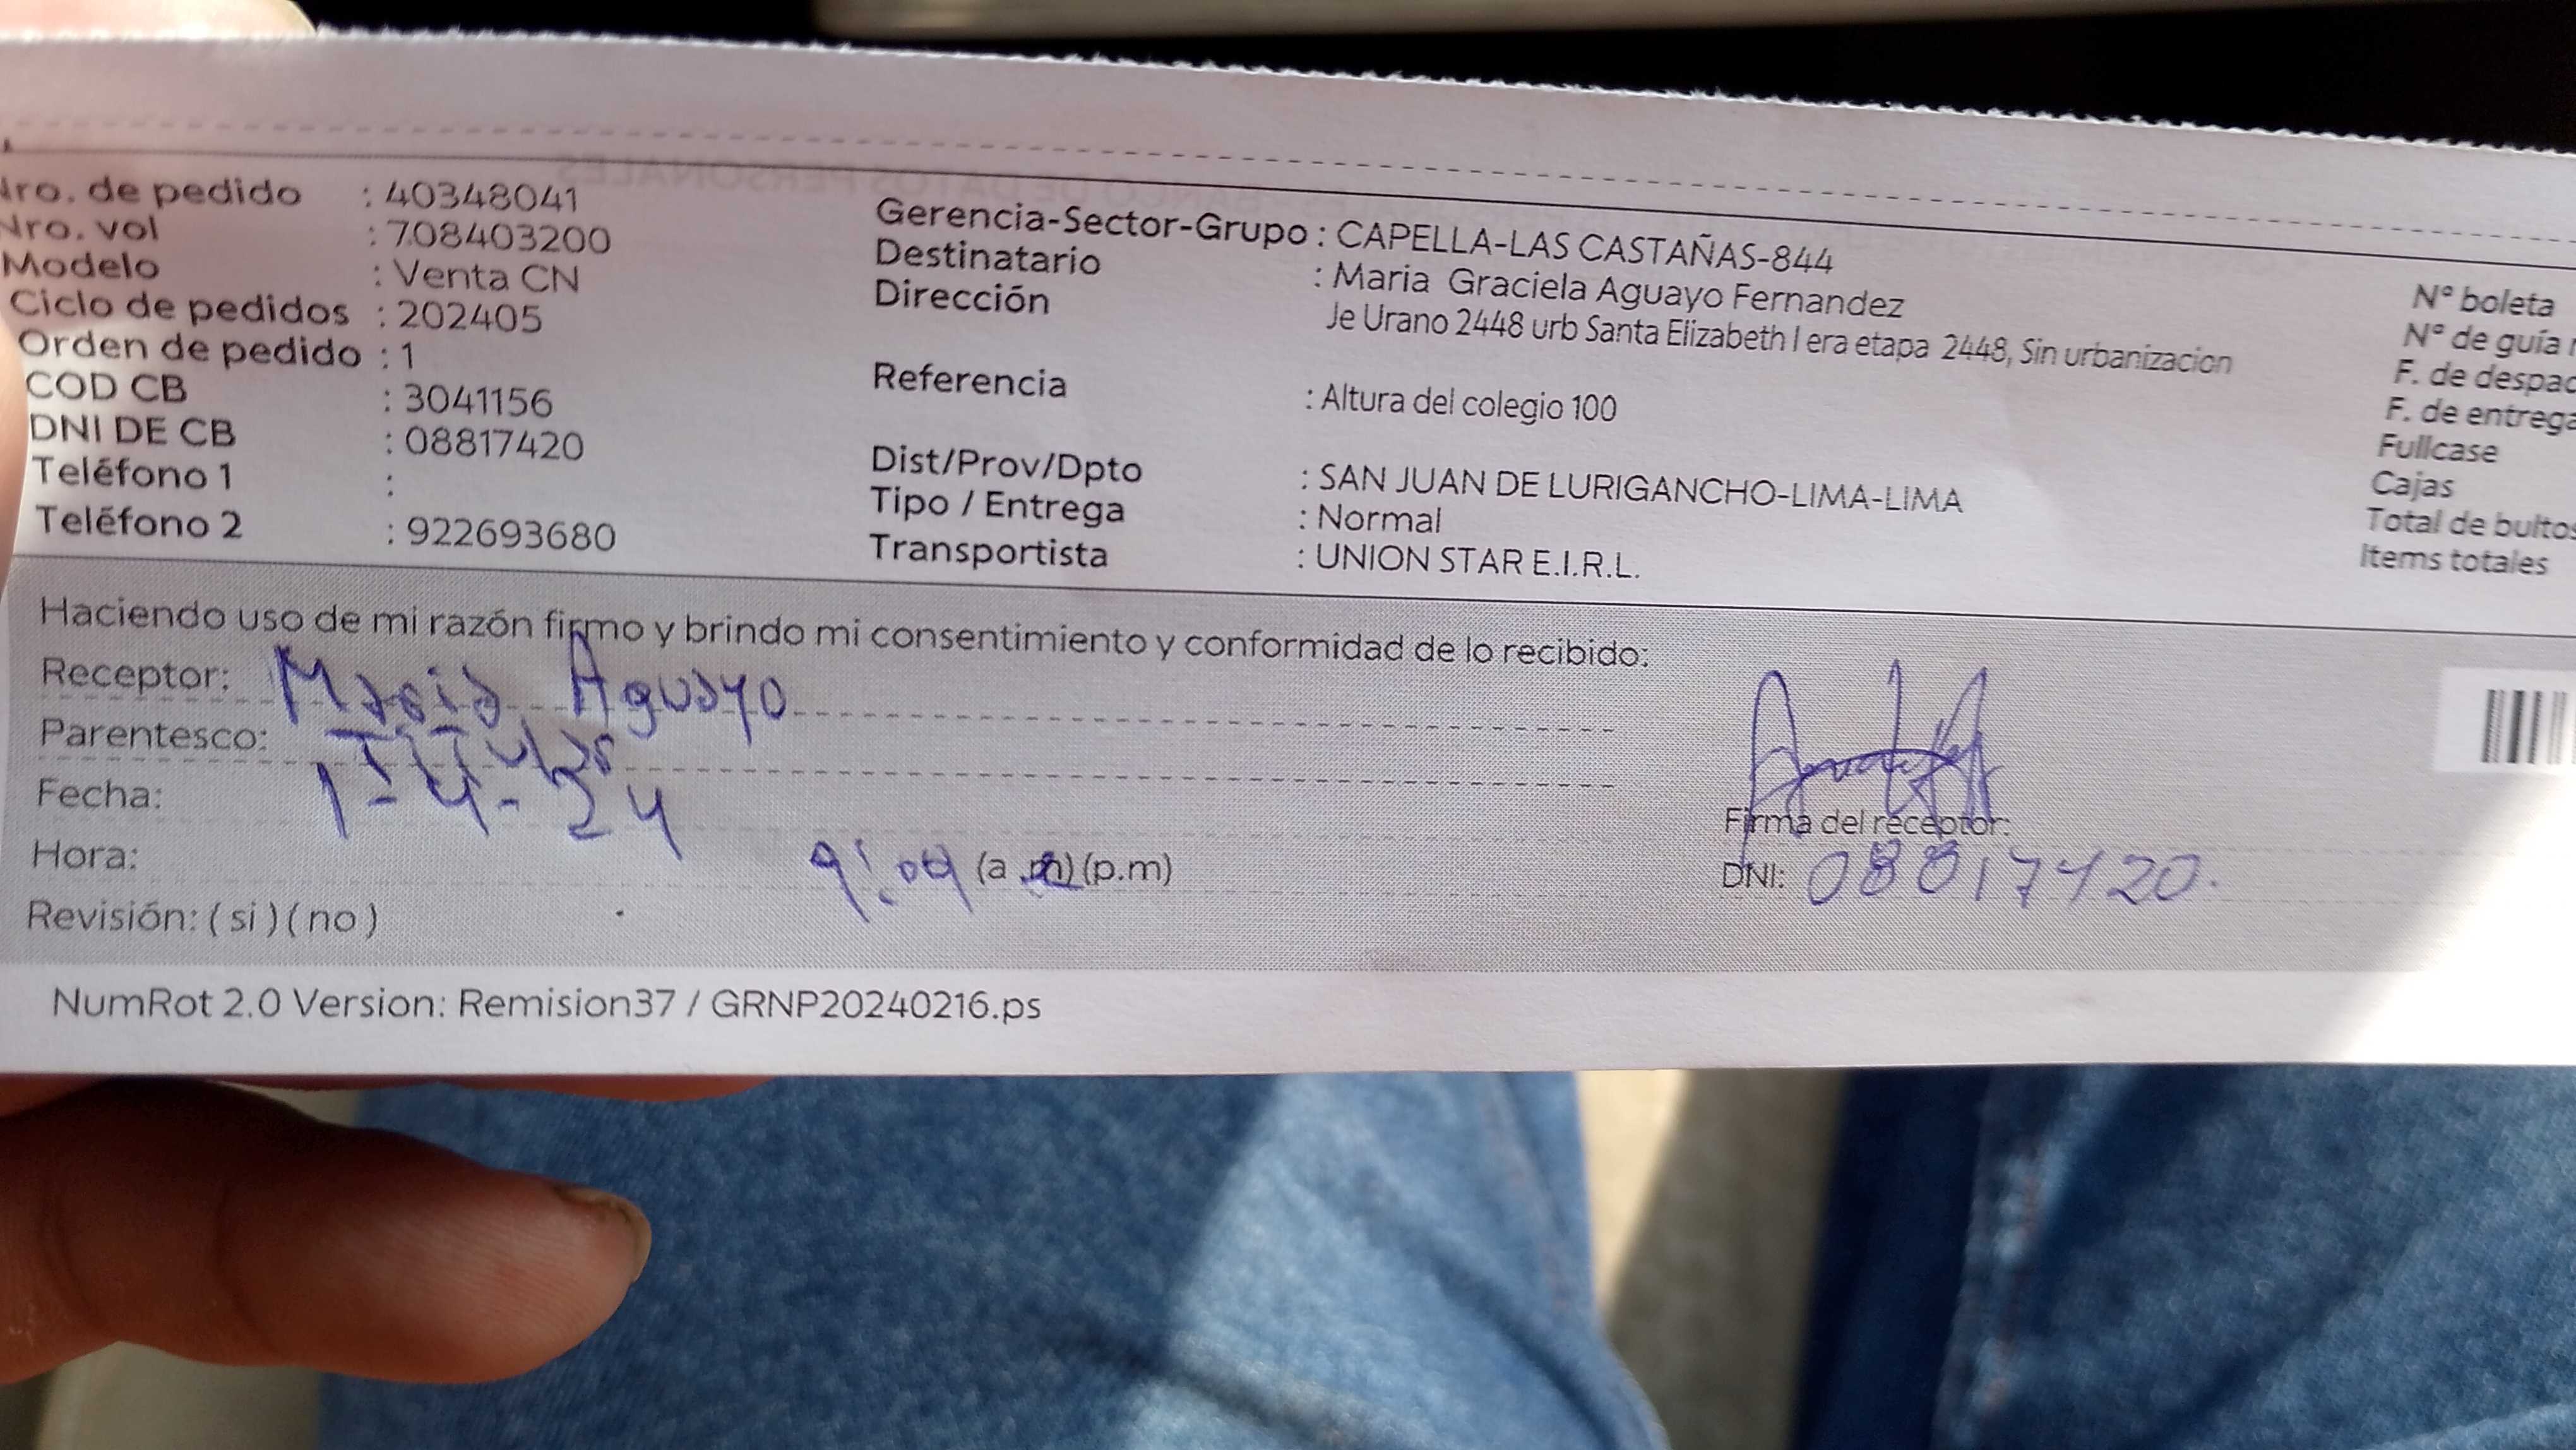 Nro. de pedido : 40348041
Nro. vol : 708403200
Modelo : Venta CN
Ciclo de pedidos : 202405
Orden de pedido : 1
COD CB : 3041156
DNI DE CB : 08817420
Teléfono 1 :
Teléfono 2 : 922693680
Gerencia-Sector-Grupo : CAPELLA-LAS CASTAÑAS-844
Destinatario : Maria Graciela Aguayo Fernandez
Dirección Je Urano 2448 urb Santa Elizabeth I era etapa 2448, Sin urbanizacion
Referencia : Altura del colegio 100
Dist/Prov/Dpto : SAN JUAN DE LURIGANCHO-LIMA-LIMA
Tipo / Entrega : Normal
Transportista : UNION STAR E.I.R.L.
N° boleta
N° de guía
F. de despac
F. de entrega
Fullcase
Cajas
Total de bultos
Items totales
Haciendo uso de mi razón firmo y brindo mi consentimiento y conformidad de lo recibido:
Receptor: Maria Aguayo
Parentesco: Titular
Fecha: 1-4-24
Hora: 9:09 (a.m) (p.m)
Revisión: ( si ) ( no )
Firma del receptor:
DNI: 08817420.
NumRot 2.0 Version: Remision37 / GRNP20240216.ps